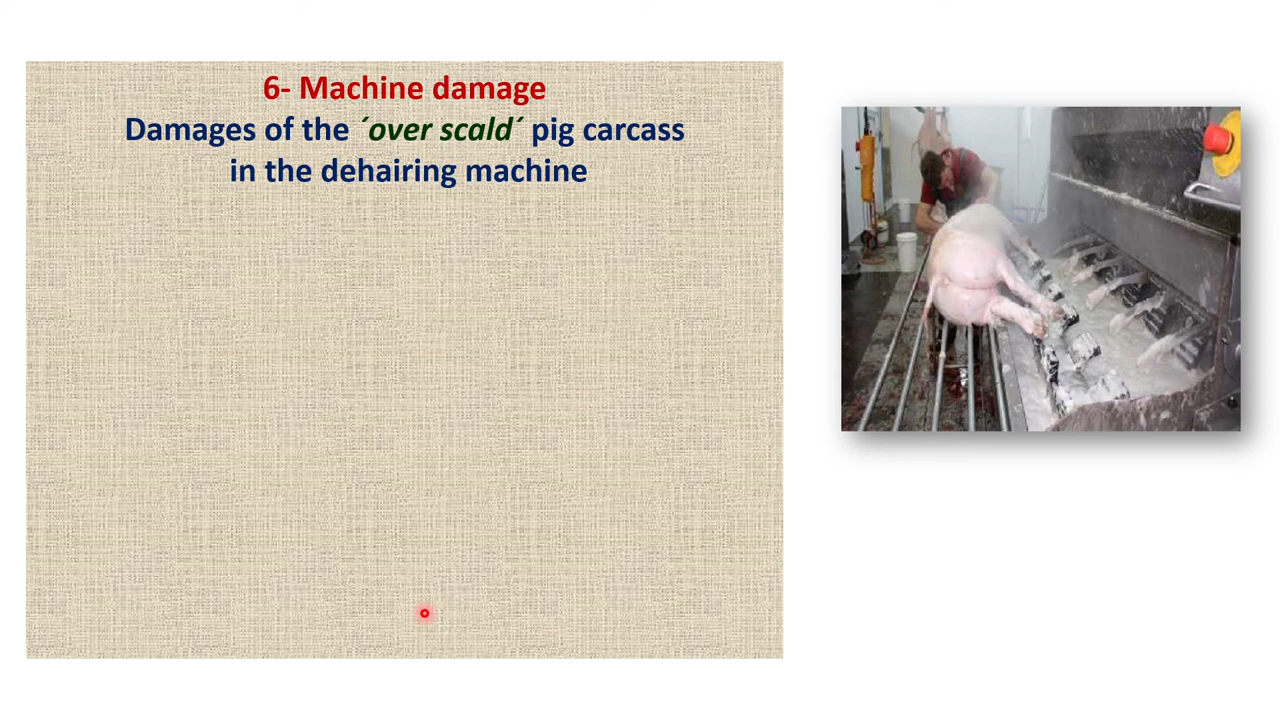 6- Machine damage
Damages of the ´over scald´ pig carcass
in the dehairing machine